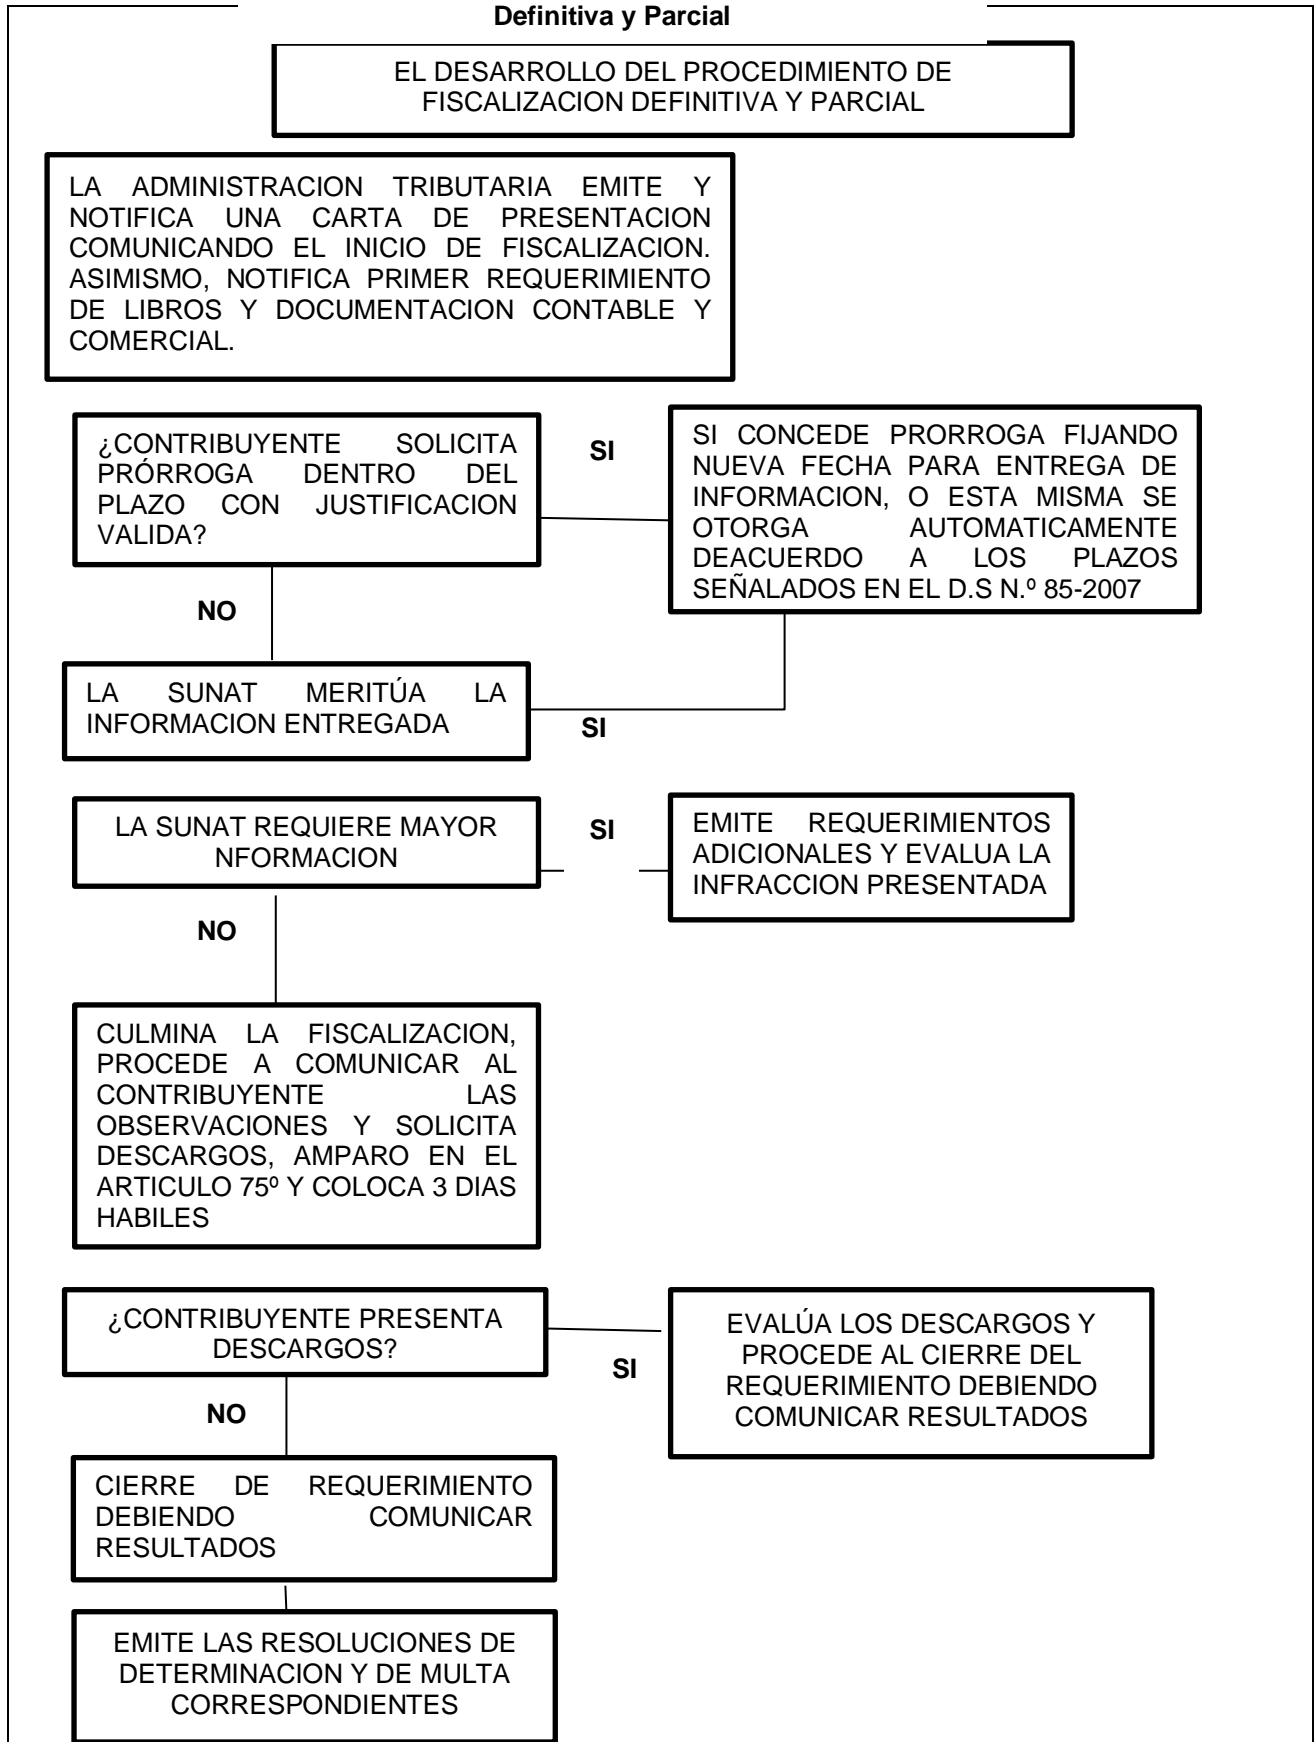 Definitiva y Parcial
EL DESARROLLO DEL PROCEDIMIENTO DE
FISCALIZACION DEFINITIVA Y PARCIAL
LA ADMINISTRACION TRIBUTARIA EMITE Y
NOTIFICA UNA CARTA DE PRESENTACION
COMUNICANDO EL INICIO DE FISCALIZACION.
ASIMISMO, NOTIFICA PRIMER REQUERIMIENTO
DE LIBROS Y DOCUMENTACION CONTABLE Y
COMERCIAL.
¿CONTRIBUYENTE SOLICITA
PRÓRROGA DENTRO DEL
PLAZO CON JUSTIFICACION
VALIDA?
SI
SI CONCEDE PRORROGA FIJANDO
NUEVA FECHA PARA ENTREGA DE
INFORMACION, O ESTA MISMA SE
OTORGA AUTOMATICAMENTE
DEACUERDO A LOS PLAZOS
SEÑALADOS EN EL D.S N.º 85-2007
NO
LA SUNAT MERITÚA LA
INFORMACION ENTREGADA
SI
LA SUNAT REQUIERE MAYOR
NFORMACION
SI
EMITE REQUERIMIENTOS
ADICIONALES Y EVALUA LA
INFRACCION PRESENTADA
NO
CULMINA LA FISCALIZACION,
PROCEDE A COMUNICAR AL
CONTRIBUYENTE LAS
OBSERVACIONES Y SOLICITA
DESCARGOS, AMPARO EN EL
ARTICULO 75º Y COLOCA 3 DIAS
HABILES
¿CONTRIBUYENTE PRESENTA
DESCARGOS?
SI
EVALÚA LOS DESCARGOS Y
PROCEDE AL CIERRE DEL
REQUERIMIENTO DEBIENDO
COMUNICAR RESULTADOS
NO
CIERRE DE REQUERIMIENTO
DEBIENDO COMUNICAR
RESULTADOS
EMITE LAS RESOLUCIONES DE
DETERMINACION Y DE MULTA
CORRESPONDIENTES